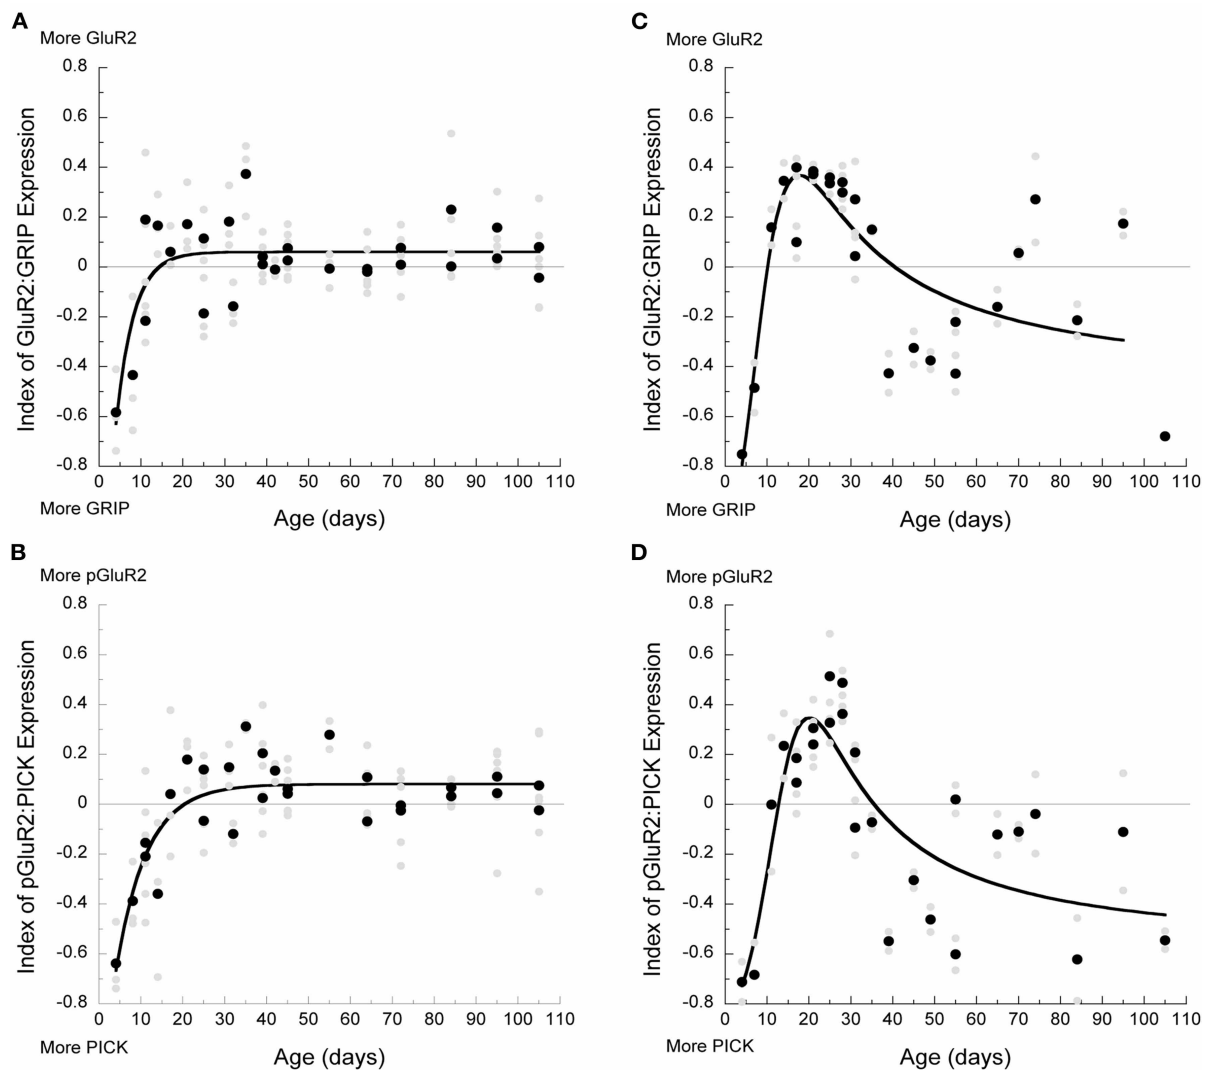 A
More GluR2
0.8
0.6
0.4
0.2
0
-0.2
-0.4
-0.6
-0.8
Index of GluR2:GRIP Expression
0 10 20 30 40 50 60 70 80 90 100 110
More GRIP
Age (days)
C
More GluR2
0.8
0.6
0.4
0.2
0
-0.2
-0.4
-0.6
-0.8
Index of GluR2:GRIP Expression
0 10 20 30 40 50 60 70 80 90 100 110
More GRIP
Age (days)
B
More pGluR2
0.8
0.6
0.4
0.2
0
-0.2
-0.4
-0.6
-0.8
Index of pGluR2:PICK Expression
0 10 20 30 40 50 60 70 80 90 100 110
More PICK
Age (days)
D
More pGluR2
0.8
0.6
0.4
0.2
0
-0.2
-0.4
-0.6
-0.8
Index of pGluR2:PICK Expression
0 10 20 30 40 50 60 70 80 90 100 110
More PICK
Age (days)